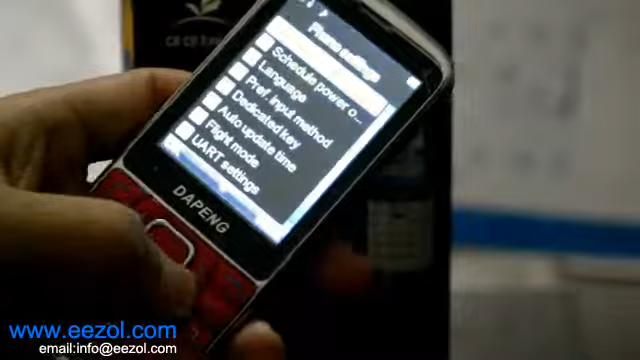 Phone settings
Schedule power o...
Language
Pref. input method
Dedicated key
Auto update time
Flight mode
UART settings
DAPENG
www.eezol.com
email:info@eezol.com